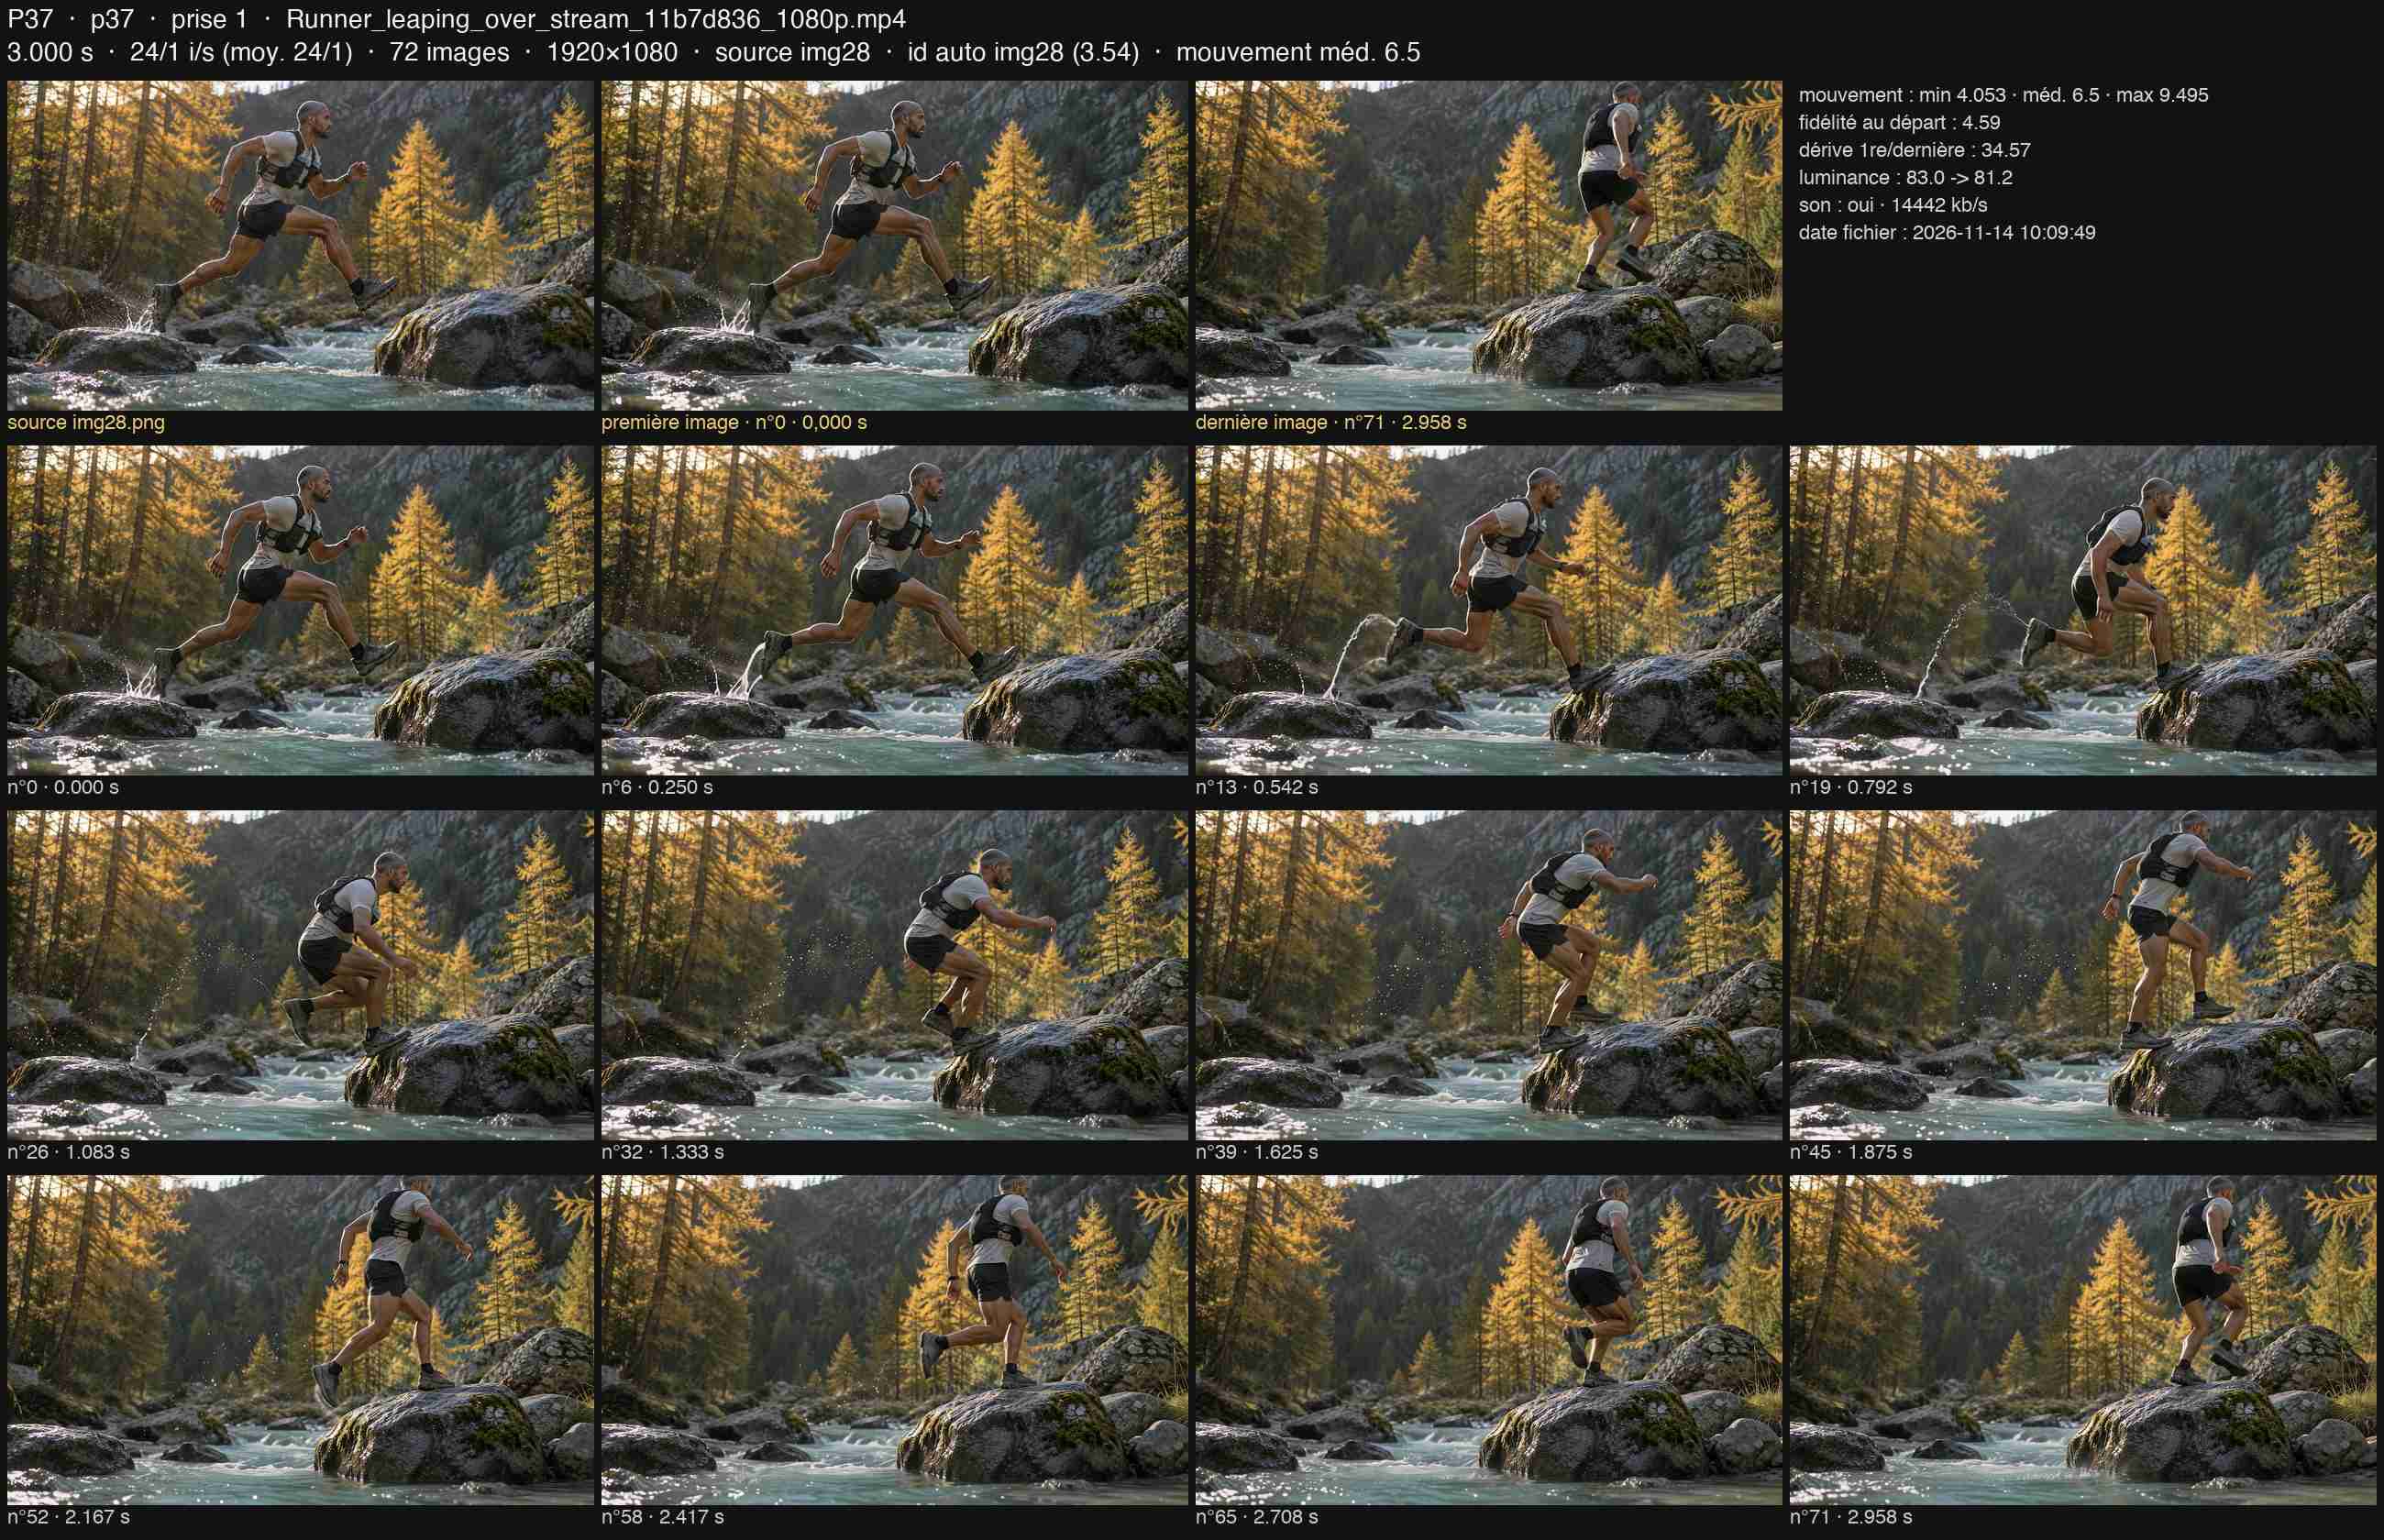 P37 · p37 · prise 1 · Runner_leaping_over_stream_11b7d836_1080p.mp4
3.000 s · 24/1 i/s (moy. 24/1) · 72 images · 1920×1080 · source img28 · id auto img28 (3.54) · mouvement méd. 6.5
mouvement : min 4.053 · méd. 6.5 · max 9.495
fidélité au départ : 4.59
dérive 1re/dernière : 34.57
luminance : 83.0 -> 81.2
son : oui · 14442 kb/s
date fichier : 2026-11-14 10:09:49
source img28.png
première image · n°0 · 0,000 s
dernière image · n°71 · 2.958 s
n°0 · 0.000 s
n°6 · 0.250 s
n°13 · 0.542 s
n°19 · 0.792 s
n°26 · 1.083 s
n°32 · 1.333 s
n°39 · 1.625 s
n°45 · 1.875 s
n°52 · 2.167 s
n°58 · 2.417 s
n°65 · 2.708 s
n°71 · 2.958 s